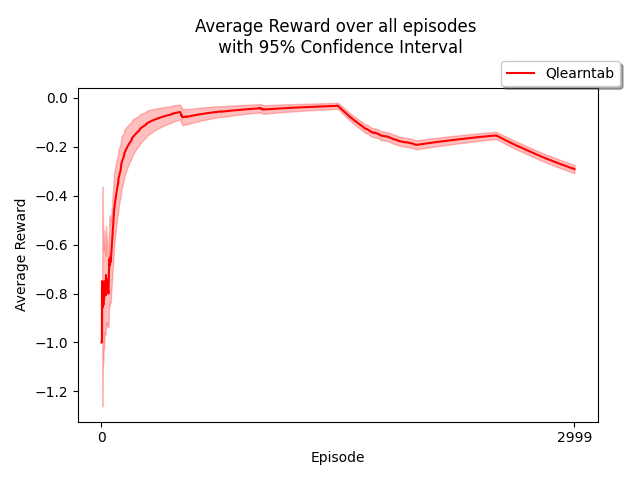 Average Reward over all episodes
with 95% Confidence Interval
Qlearntab
0.0
−0.2
−0.4
−0.6
−0.8
−1.0
−1.2
Average Reward
0
2999
Episode